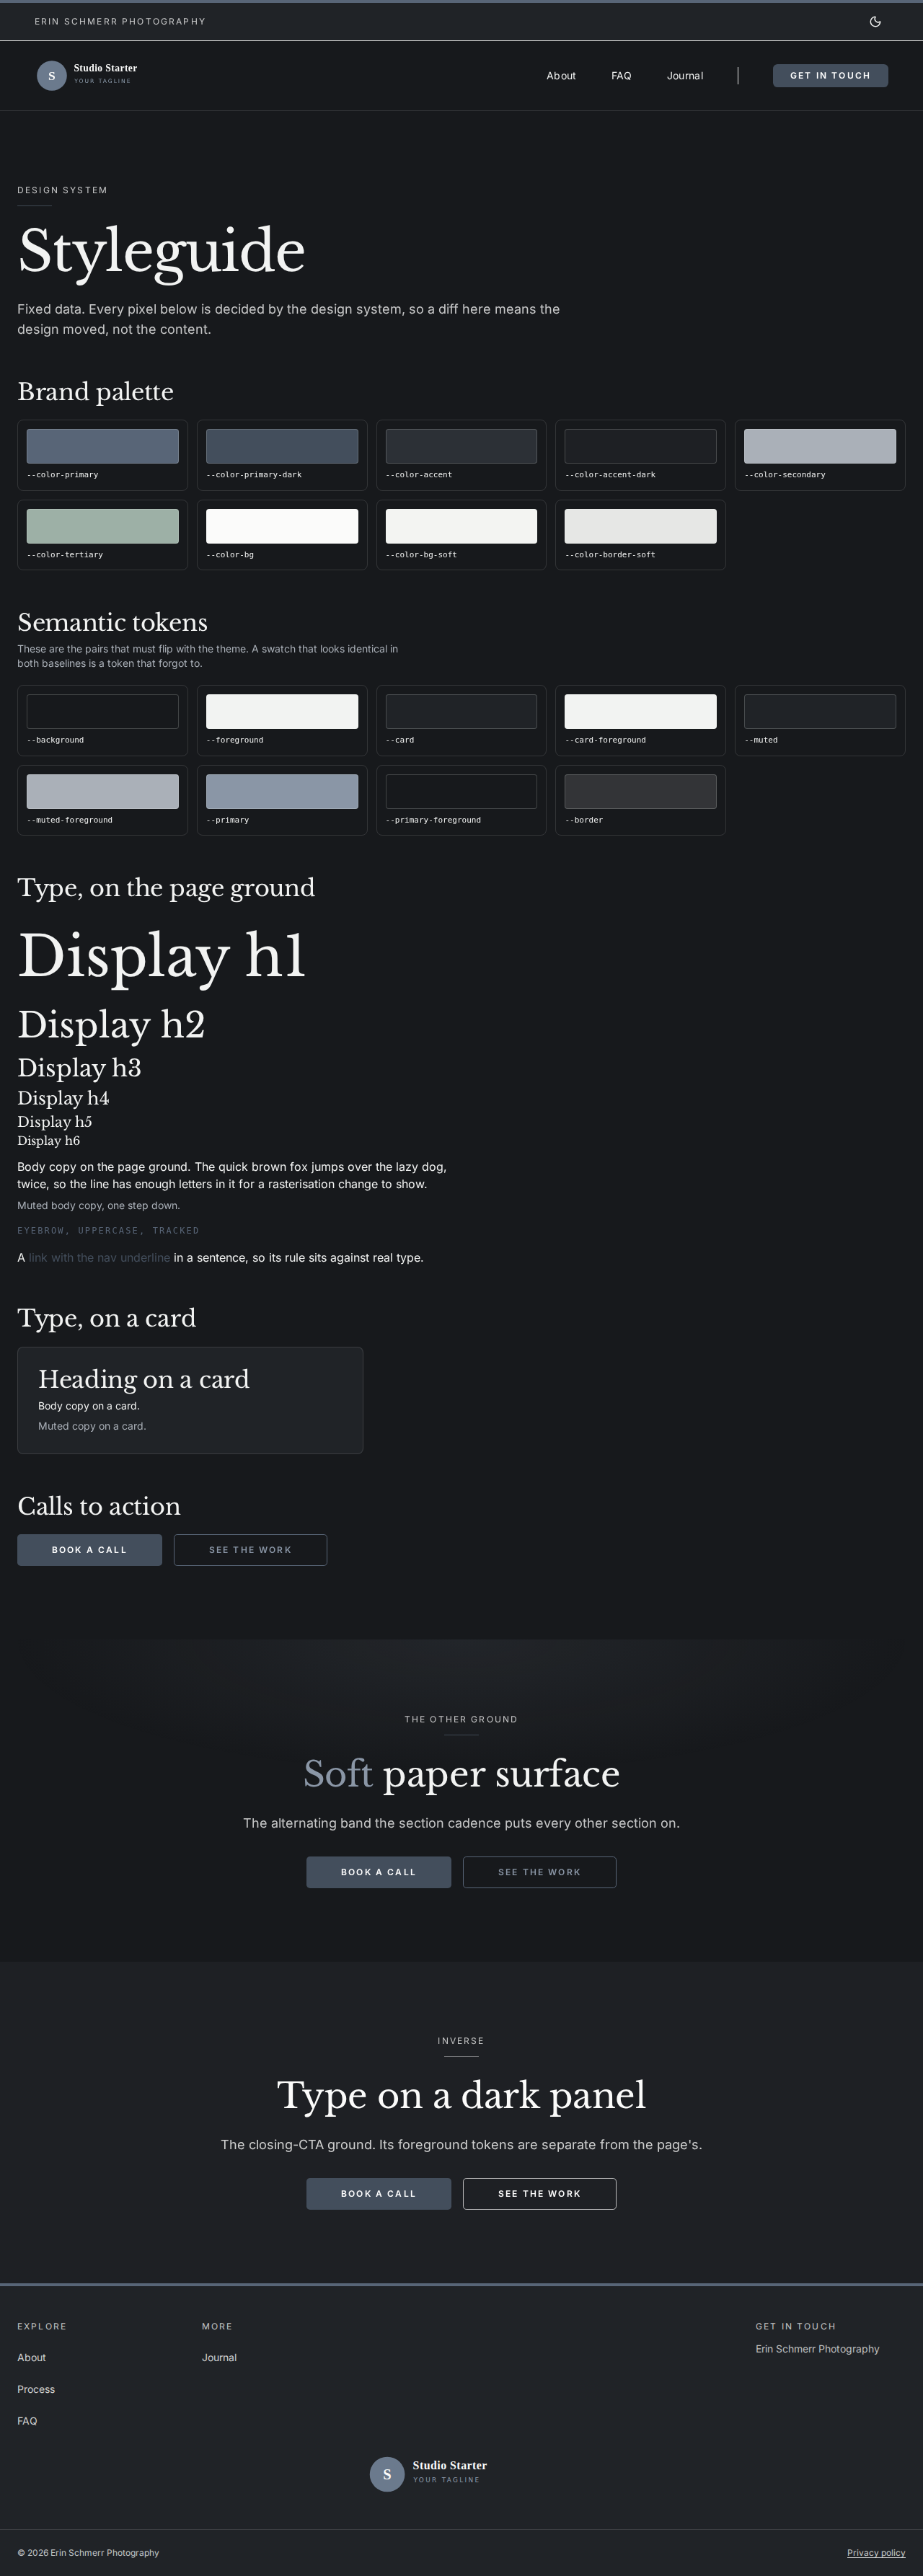 ERIN SCHMERR PHOTOGRAPHY
S
Studio Starter
YOUR TAGLINE
About
FAQ
Journal
GET IN TOUCH
DESIGN SYSTEM
Styleguide
Fixed data. Every pixel below is decided by the design system, so a diff here means the
design moved, not the content.
Brand palette
--color-primary
--color-primary-dark
--color-accent
--color-accent-dark
--color-secondary
--color-tertiary
--color-bg
--color-bg-soft
--color-border-soft
Semantic tokens
These are the pairs that must flip with the theme. A swatch that looks identical in
both baselines is a token that forgot to.
--background
--foreground
--card
--card-foreground
--muted
--muted-foreground
--primary
--primary-foreground
--border
Type, on the page ground
Display h1
Display h2
Display h3
Display h4
Display h5
Display h6
Body copy on the page ground. The quick brown fox jumps over the lazy dog,
twice, so the line has enough letters in it for a rasterisation change to show.
Muted body copy, one step down.
EYEBROW, UPPERCASE, TRACKED
A link with the nav underline in a sentence, so its rule sits against real type.
Type, on a card
Heading on a card
Body copy on a card.
Muted copy on a card.
Calls to action
BOOK A CALL
SEE THE WORK
THE OTHER GROUND
Soft paper surface
The alternating band the section cadence puts every other section on.
BOOK A CALL
SEE THE WORK
INVERSE
Type on a dark panel
The closing-CTA ground. Its foreground tokens are separate from the page's.
BOOK A CALL
SEE THE WORK
EXPLORE
About
Process
FAQ
MORE
Journal
GET IN TOUCH
Erin Schmerr Photography
S
Studio Starter
YOUR TAGLINE
© 2026 Erin Schmerr Photography
Privacy policy